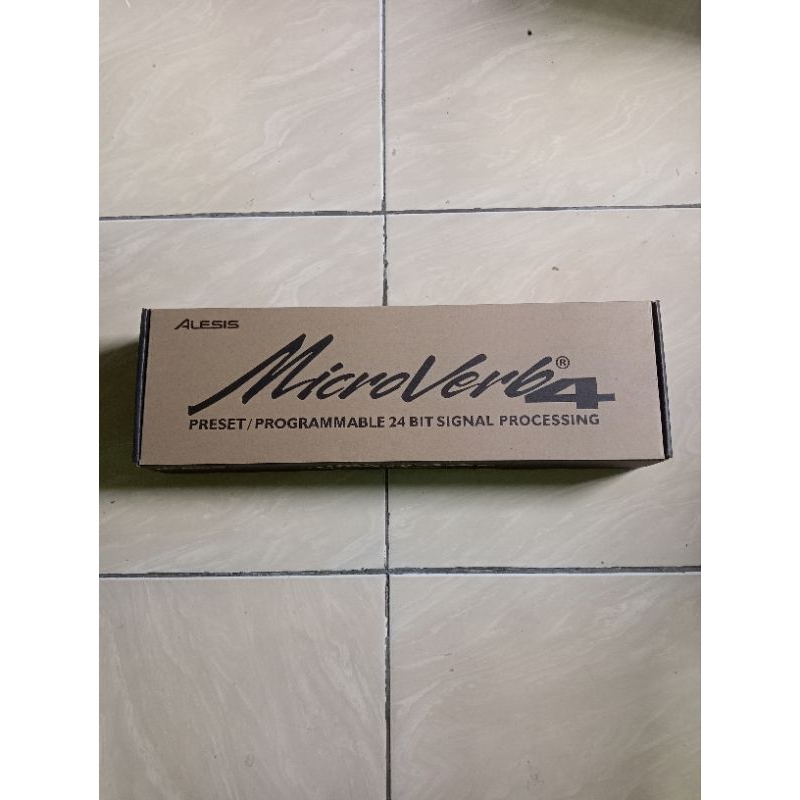 ALESIS
MicroVerb®4
PRESET/PROGRAMMABLE 24 BIT SIGNAL PROCESSING